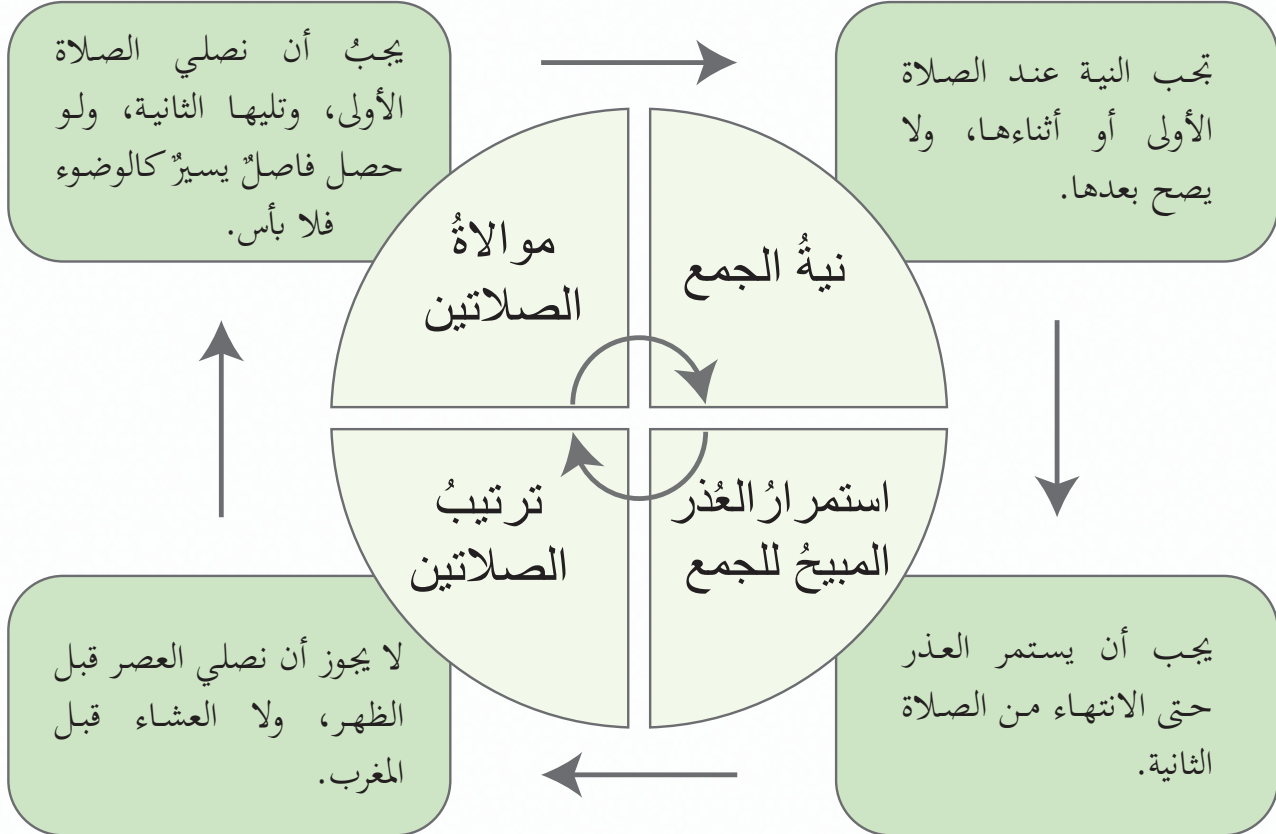 تجب النية عند الصلاة
الأولى أو أثناءها، ولا
يصح بعدها.
نيةُ الجمع
يجب أن يستمر العذر
حتى الانتهاء من الصلاة
الثانية.
استمرارُ العُذر
المبيحُ للجمع
لا يجوز أن نصلي العصر قبل
الظهر، ولا العشاء قبل
المغرب.
ترتيبُ
الصلاتين
يجبُ أن نصلي الصلاة
الأولى، وتليها الثانية، ولو
حصل فاصلٌ يسيرٌ كالوضوء
فلا بأس.
موالاةُ
الصلاتين